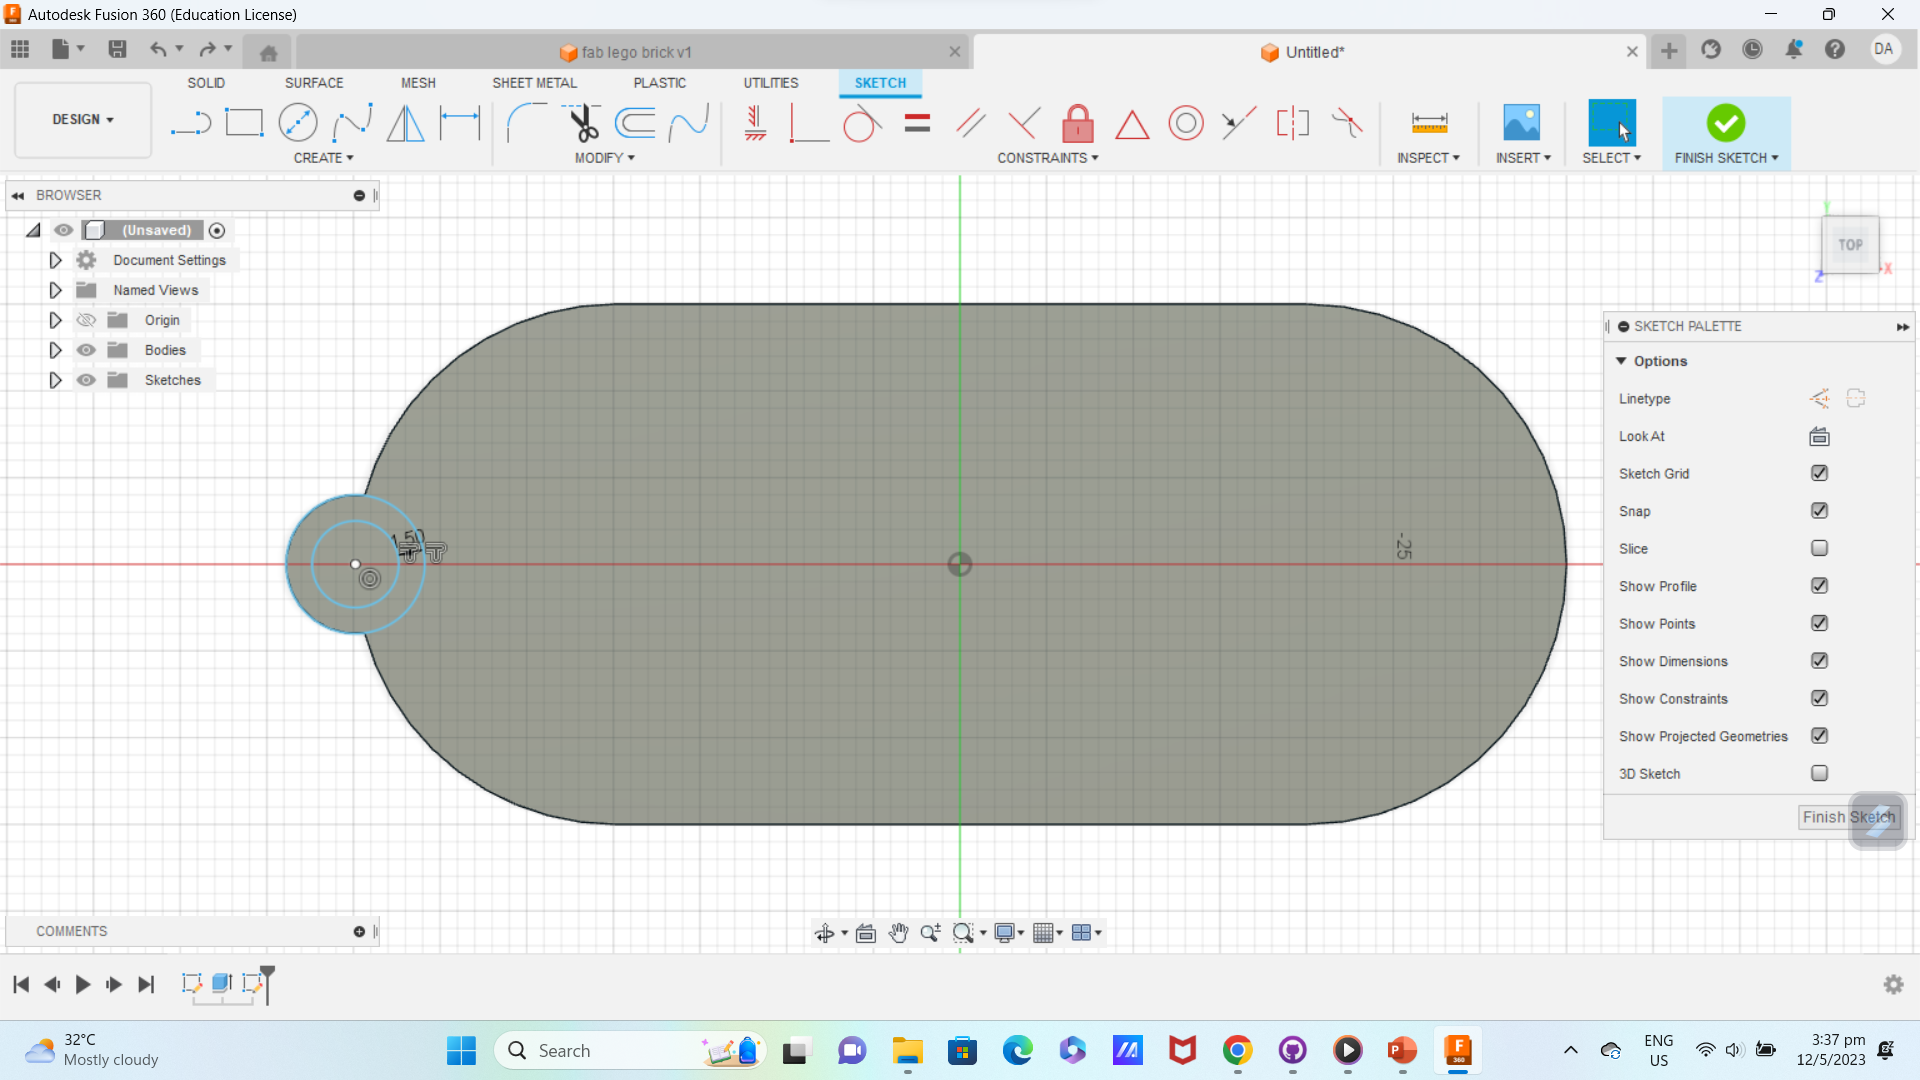 Autodesk Fusion 360 (Education License)
fab lego brick v1
Untitled*
DA
SOLID SURFACE MESH SHEET METAL PLASTIC UTILITIES SKETCH
DESIGN
CREATE MODIFY CONSTRAINTS INSPECT INSERT SELECT FINISH SKETCH
BROWSER
(Unsaved)
Document Settings
Named Views
Origin
Bodies
Sketches
TOP
Y
X
Z
SKETCH PALETTE
Options
Linetype
Look At
Sketch Grid
Snap
Slice
Show Profile
Show Points
Show Dimensions
Show Constraints
Show Projected Geometries
3D Sketch
Finish Sketch
-25
COMMENTS
32°C
Mostly cloudy
Search
F
360
ENG
US
3:37 pm
12/5/2023